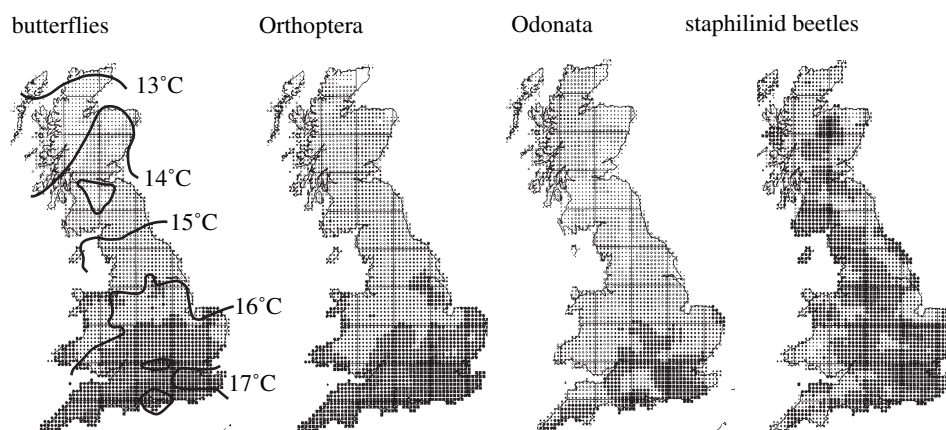 butterflies
Orthoptera
Odonata
staphilinid beetles
13˚C
14˚C
15˚C
16˚C
17˚C